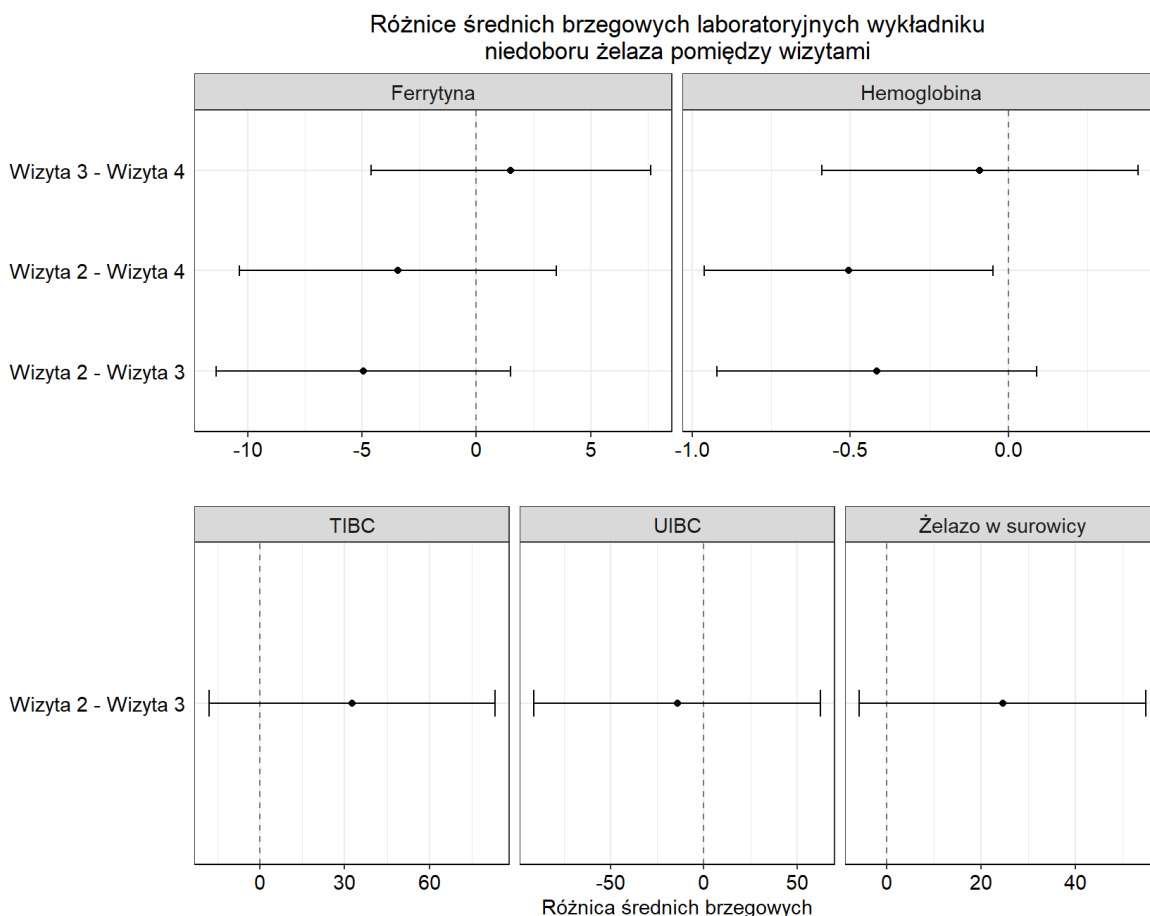 Różnice średnich brzegowych laboratoryjnych wykładniku
niedoboru żelaza pomiędzy wizytami
Ferrytyna
Hemoglobina
Wizyta 3 - Wizyta 4
Wizyta 2 - Wizyta 4
Wizyta 2 - Wizyta 3
-10 -5 0 5
-1.0 -0.5 0.0
TIBC
UIBC
Żelazo w surowicy
Wizyta 2 - Wizyta 3
0 30 60
-50 0 50
0 20 40
Różnica średnich brzegowych